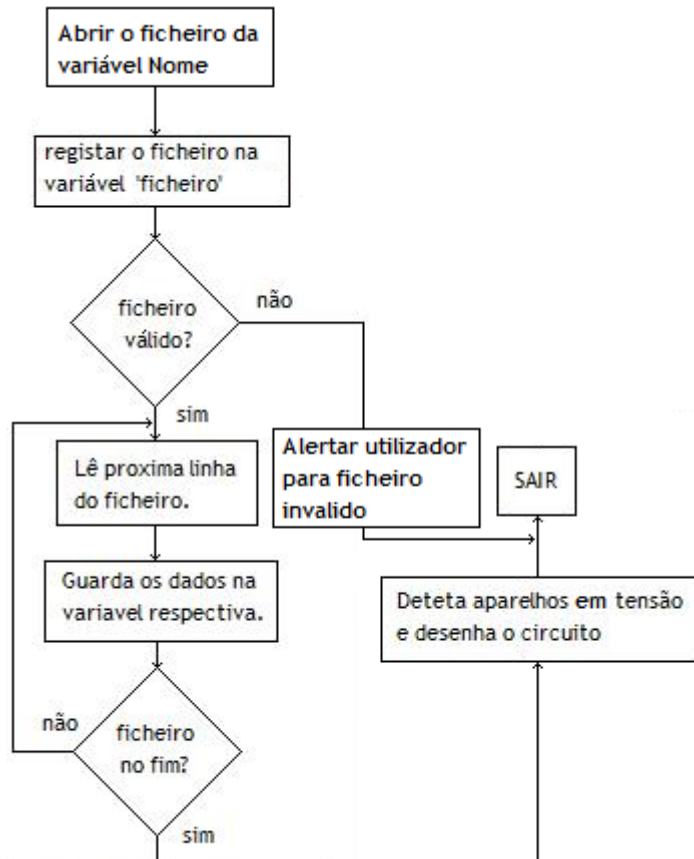 Abrir o ficheiro da
variável Nome
registar o ficheiro na
variável 'ficheiro'
ficheiro
válido?
não
sim
Lê proxima linha
do ficheiro.
Alertar utilizador
para ficheiro
invalido
SAIR
Guarda os dados na
variavel respectiva.
Deteta aparelhos em tensão
e desenha o circuito
não
ficheiro
no fim?
sim